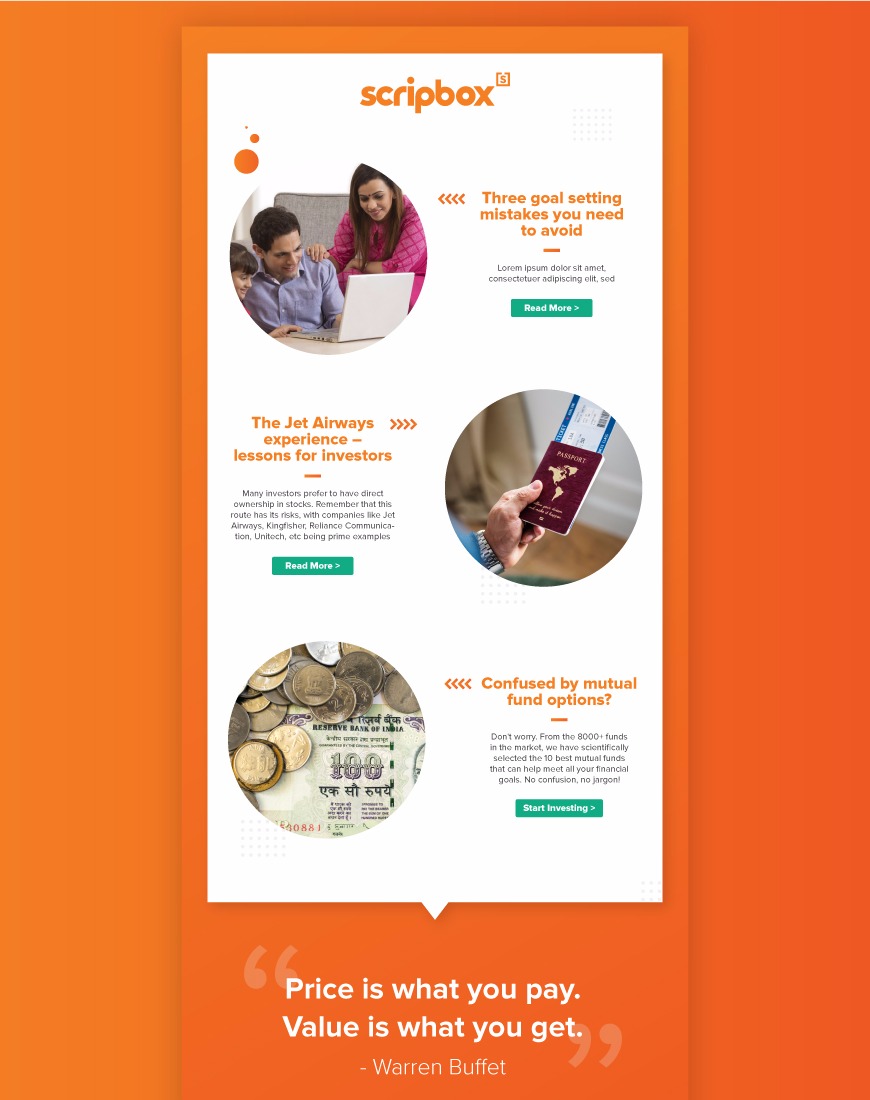 scripbox
Three goal setting
mistakes you need
to avoid
Lorem ipsum dolor sit amet,
consectetuer adipiscing elit, sed
Read More >
The Jet Airways
experience –
lessons for investors
Many investors prefer to have direct
ownership in stocks. Remember that this
route has its risks, with companies like Jet
Airways, Kingfisher, Reliance Communica-
tion, Unitech, etc being prime examples
Read More >
PASSPORT
RESERVE BANK OF INDIA
केन्द्रीय सरकार द्वारा प्रत्याभूत
100
एक सौ रुपये
Confused by mutual
fund options?
Don't worry. From the 8000+ funds
in the market, we have scientifically
selected the 10 best mutual funds
that can help meet all your financial
goals. No confusion, no jargon!
Start Investing >
“Price is what you pay.
Value is what you get.”
- Warren Buffet